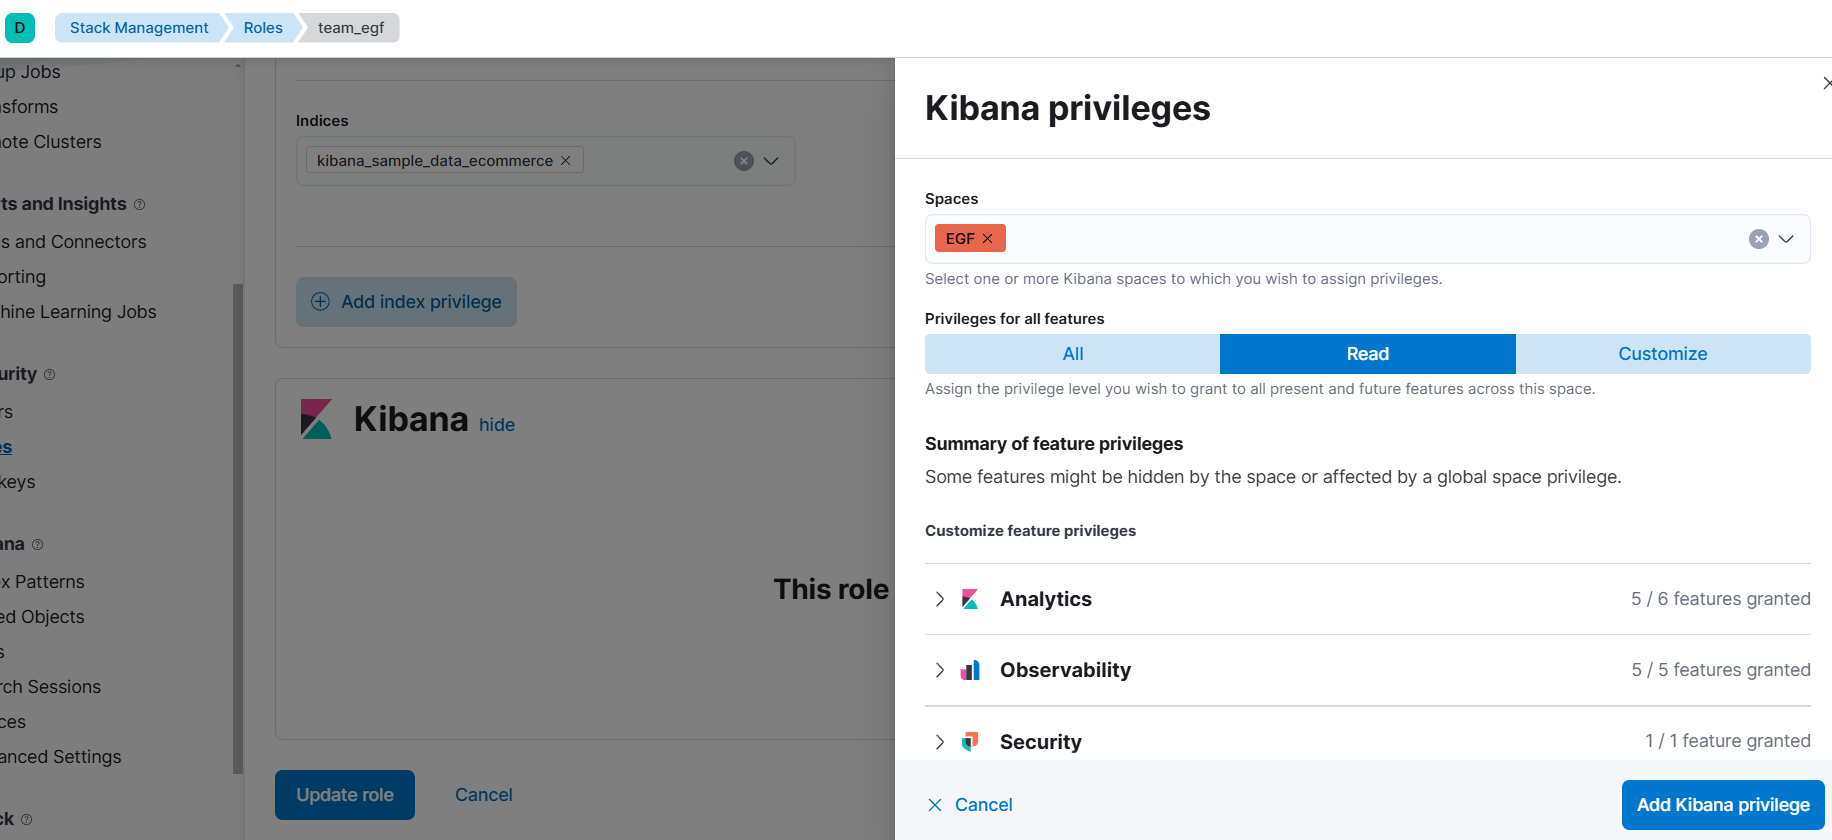 D
Stack Management
Roles
team_egf
up Jobs
nsforms
note Clusters
rts and Insights
s and Connectors
orting
hine Learning Jobs
urity
rs
es
keys
ana
x Patterns
ed Objects
s
rch Sessions
ces
anced Settings
ck
Indices
kibana_sample_data_ecommerce
Add index privilege
Kibana hide
This role
Update role
Cancel
Kibana privileges
Spaces
EGF
Select one or more Kibana spaces to which you wish to assign privileges.
Privileges for all features
All
Read
Customize
Assign the privilege level you wish to grant to all present and future features across this space.
Summary of feature privileges
Some features might be hidden by the space or affected by a global space privilege.
Customize feature privileges
Analytics
5 / 6 features granted
Observability
5 / 5 features granted
Security
1 / 1 feature granted
Cancel
Add Kibana privilege